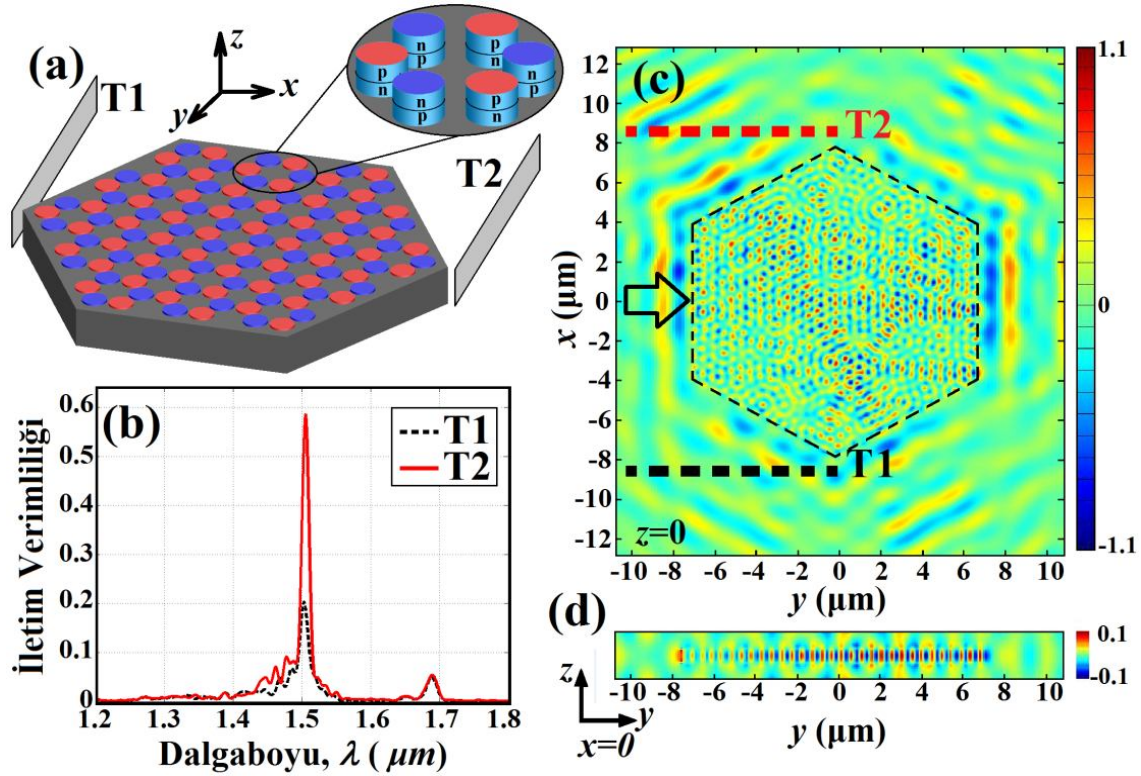 (a)
z
x
y
T1
T2
n
p
p
n
p
n
n
p
n
p
p
n
(b)
T1
T2
İletim Verimliliği
0.6
0.5
0.4
0.3
0.2
0.1
0
1.2 1.3 1.4 1.5 1.6 1.7 1.8
Dalgaboyu, λ ( μm)
(c)
T2
T1
z=0
x (μm)
12
10
8
6
4
2
0
-2
-4
-6
-8
-10
-12
-10 -8 -6 -4 -2 0 2 4 6 8 10
y (μm)
1.1
0
-1.1
(d)
0.1
-0.1
z
y
x=0
-10 -8 -6 -4 -2 0 2 4 6 8 10
y (μm)